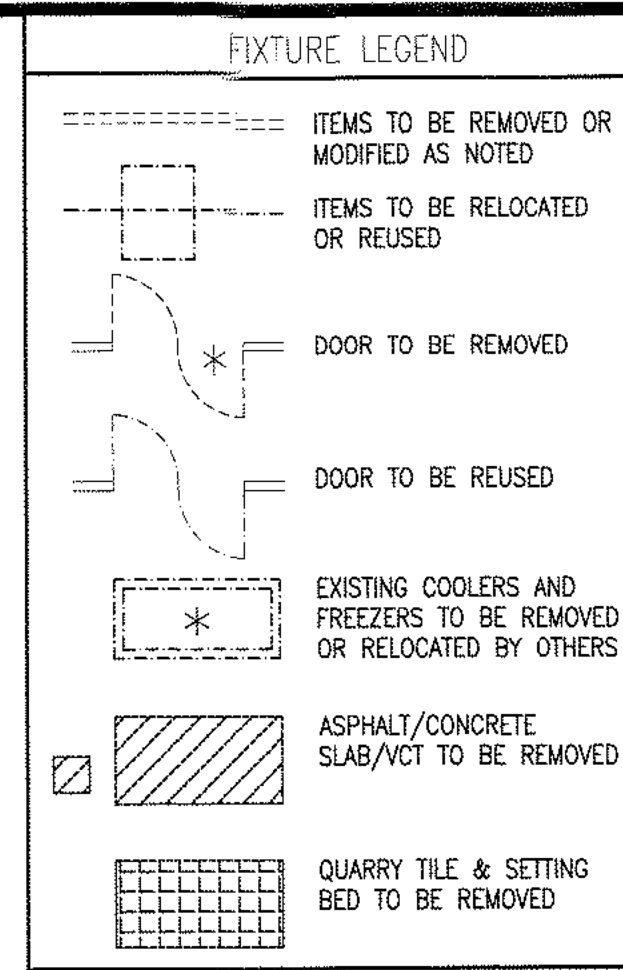 FIXTURE LEGEND
ITEMS TO BE REMOVED OR
MODIFIED AS NOTED
ITEMS TO BE RELOCATED
OR REUSED
DOOR TO BE REMOVED
DOOR TO BE REUSED
EXISTING COOLERS AND
FREEZERS TO BE REMOVED
OR RELOCATED BY OTHERS
ASPHALT/CONCRETE
SLAB/VCT TO BE REMOVED
QUARRY TILE & SETTING
BED TO BE REMOVED